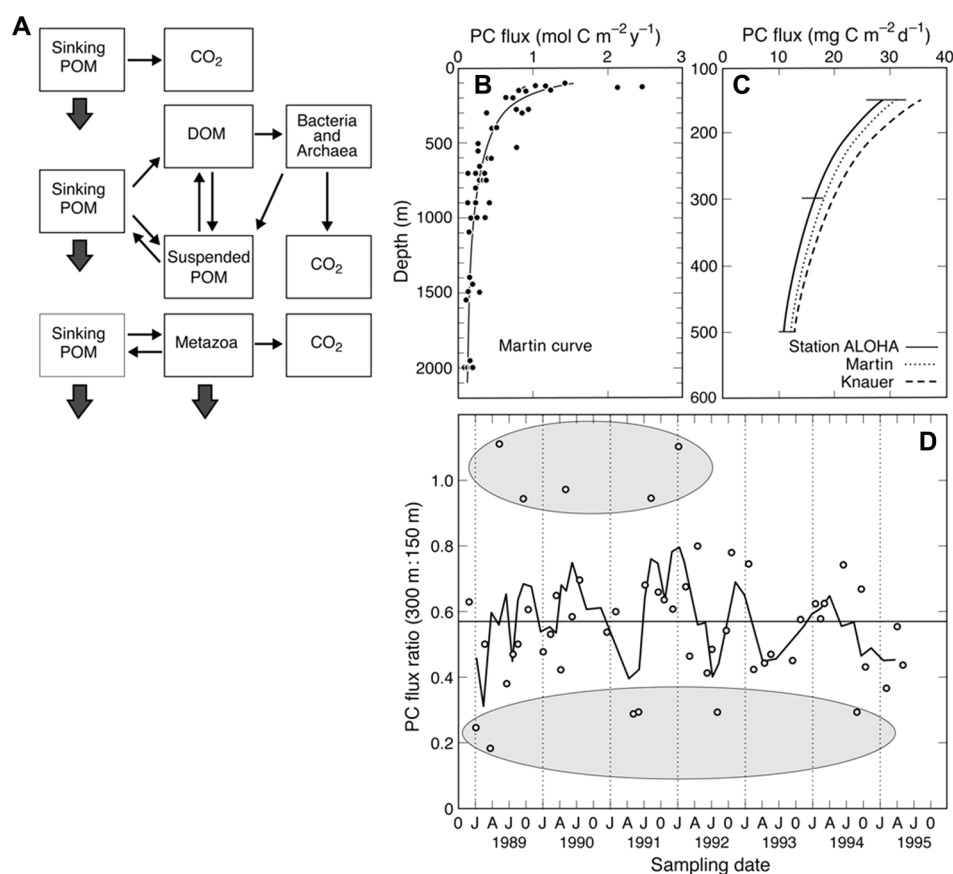 A
Sinking
POM
CO2
DOM
Bacteria
and
Archaea
Sinking
POM
Suspended
POM
CO2
Sinking
POM
Metazoa
CO2
PC flux (mol C m−2 y−1)
0 1 2 3
B
0
500
1000
1500
2000
Depth (m)
Martin curve
PC flux (mg C m−2 d−1)
0 10 20 30 40
C
100
200
300
400
500
600
Station ALOHA
Martin
Knauer
D
1.0
0.8
0.6
0.4
0.2
0
PC flux ratio (300 m:150 m)
O J A J O J A J O J A J O J A J O J A J O J A J O J A J O
1989 1990 1991 1992 1993 1994 1995
Sampling date